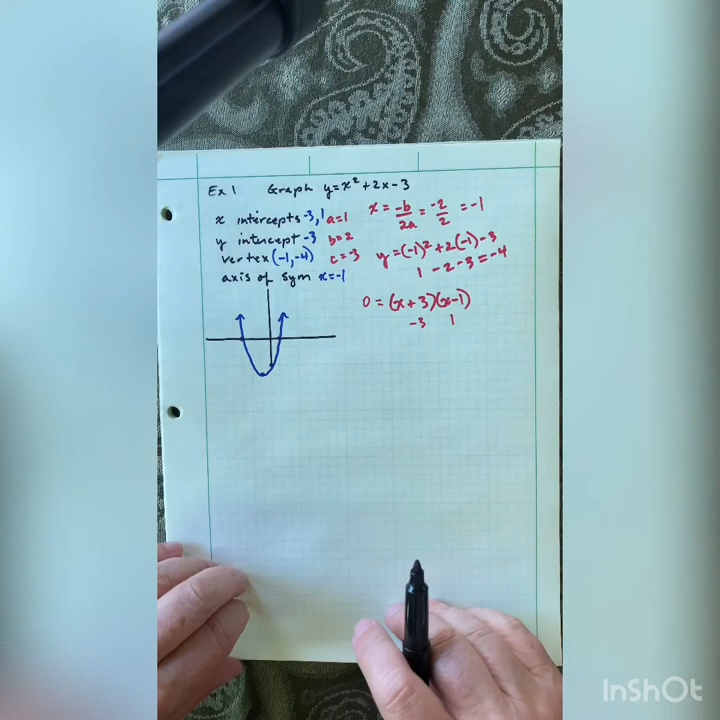 Ex 1 Graph y = x² + 2x - 3
x intercepts -3, 1 a = 1 x = -b/2a = -2/2 = -1
y intercept -3 b = 2 y = (-1)² + 2(-1) - 3
vertex (-1, -4) c = -3 1 - 2 - 3 = -4
axis of sym x = -1
0 = (x + 3)(x - 1)
-3 1
InShOt